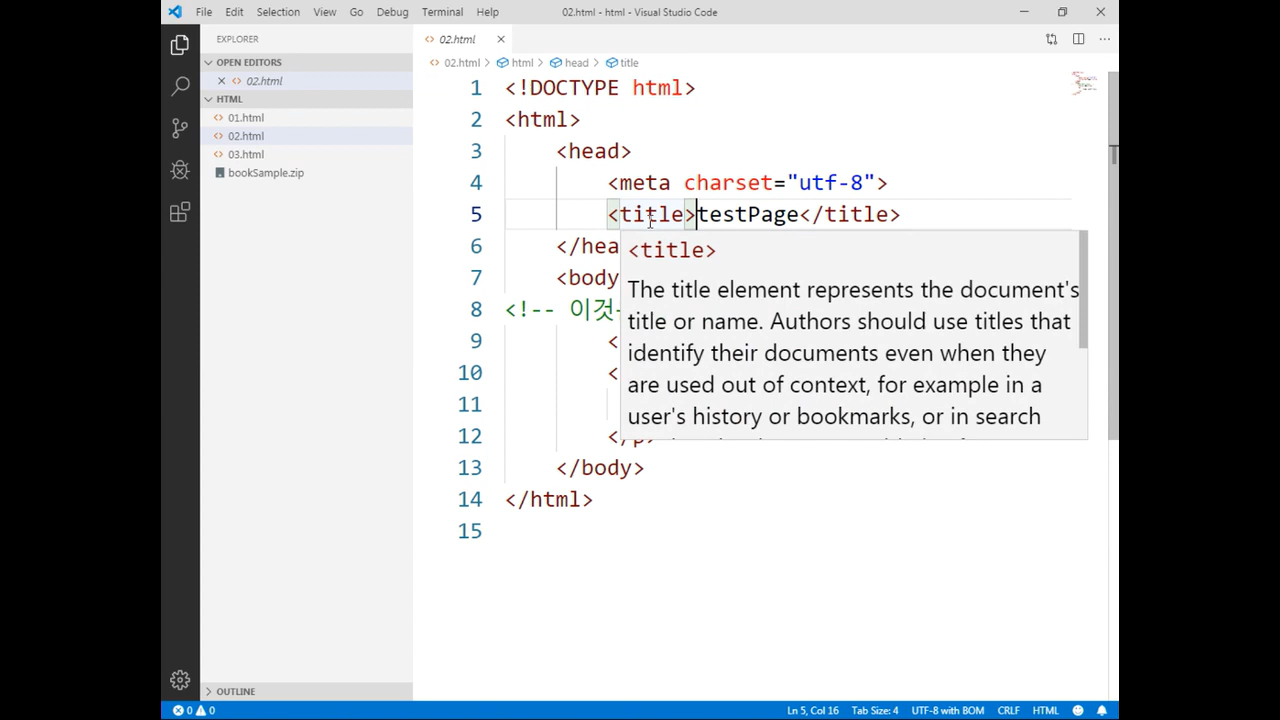 File Edit Selection View Go Debug Terminal Help 02.html - html - Visual Studio Code
EXPLORER
OPEN EDITORS
02.html
HTML
01.html
02.html
03.html
bookSample.zip
OUTLINE
02.html
02.html > html > head > title
1 <!DOCTYPE html>
2 <html>
3 <head>
4 <meta charset="utf-8">
5 <title>testPage</title>
6 </hea
7 <body
8 <!-- 이것
9 <
10 <
11
12 </p>
13 </body>
14 </html>
15
<title>
The title element represents the document's
title or name. Authors should use titles that
identify their documents even when they
are used out of context, for example in a
user's history or bookmarks, or in search
0 0 Ln 5, Col 16 Tab Size: 4 UTF-8 with BOM CRLF HTML